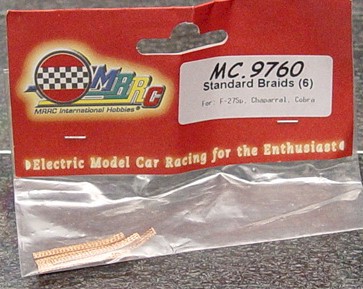 MRRC
MRRC International Hobbies
MC.9760
Standard Braids (6)
For: F-275p, Chaparral, Cobra
Electric Model Car Racing for the Enthusiast